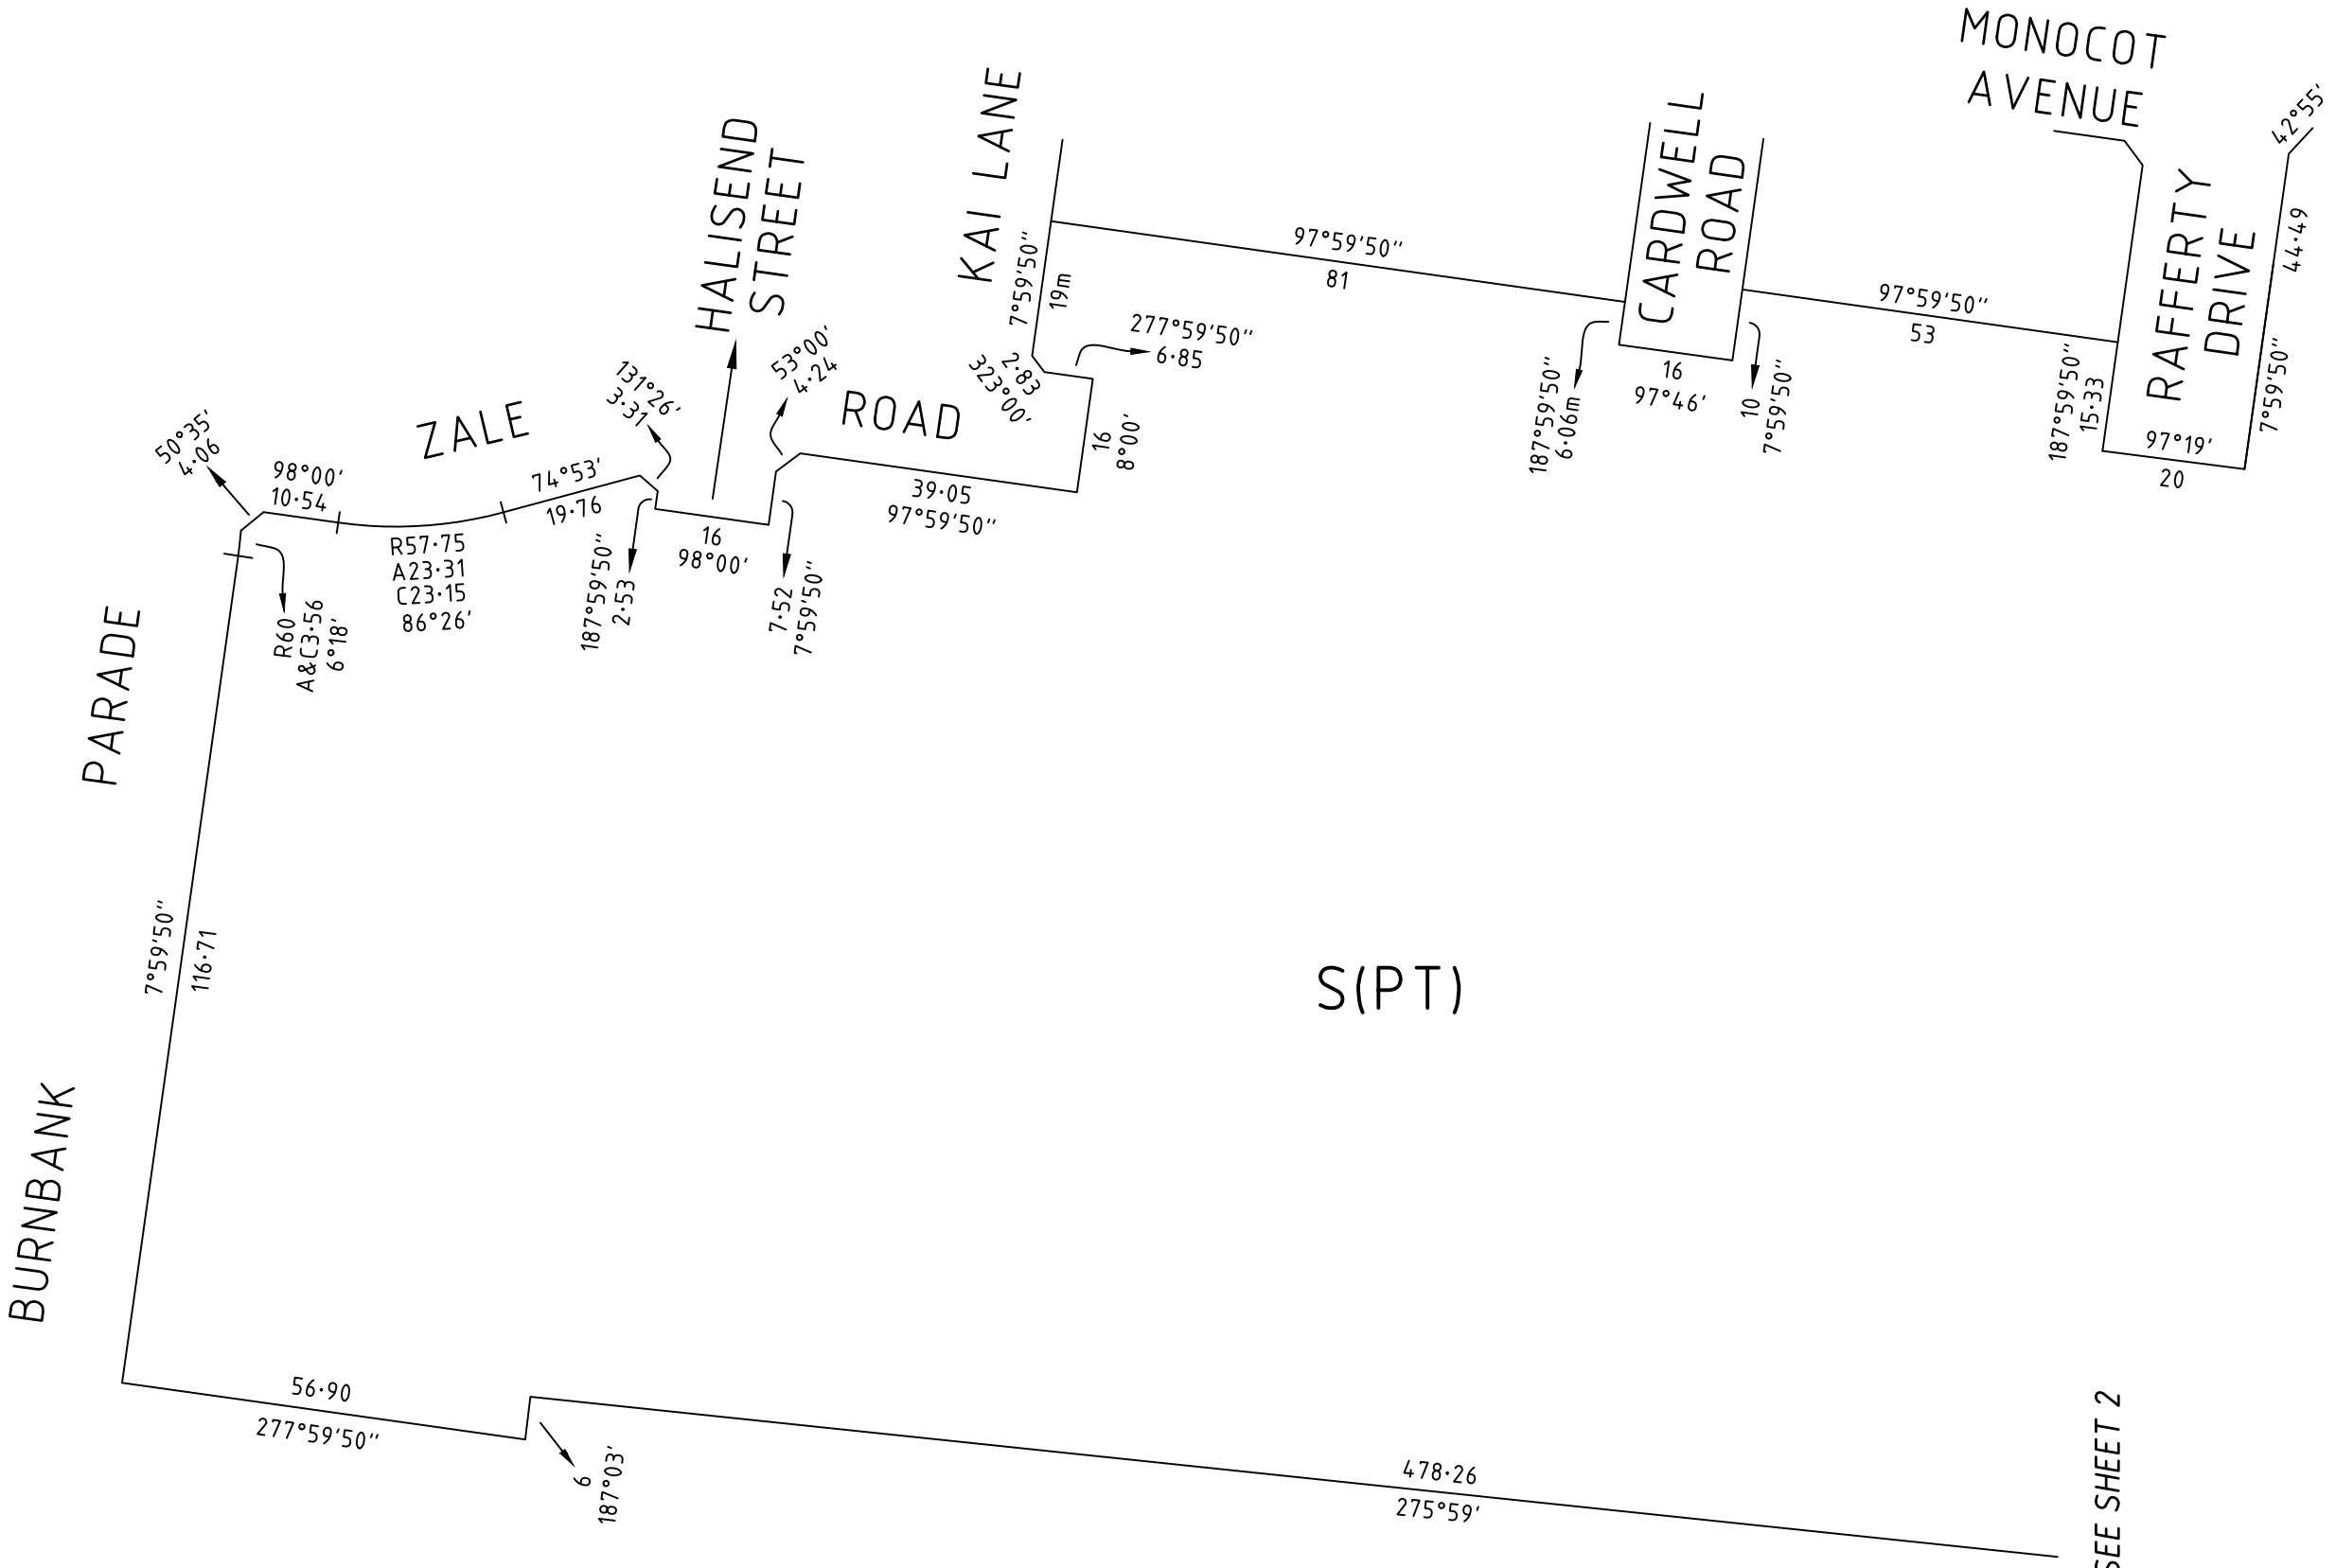 MONOCOT
AVENUE
42°55'
44·49
RAFFERTY
DRIVE
7°59'50"
CARDWELL
ROAD
KAI LANE
HALISEND
STREET
97°59'50"
81
97°59'50"
53
7°59'50"
19m
277°59'50"
6·85
2·83
323°00'
53°00'
4·24
131°26'
3·31
ZALE
ROAD
187°59'50"
6·06m
16
97°46'
10
7°59'50"
187°59'50"
15·33
97°19'
20
16
8°00'
50°35'
4·06
98°00'
10·54
74°53'
19·76
39·05
97°59'50"
R57·75
A23·31
C23·15
86°26'
187°59'50"
2·53
16
98°00'
7·52
7°59'50"
R60
A&C3·56
6°18'
PARADE
7°59'50"
116·71
S(PT)
BURNBANK
56·90
277°59'50"
6
187°03'
478·26
275°59'
SEE SHEET 2